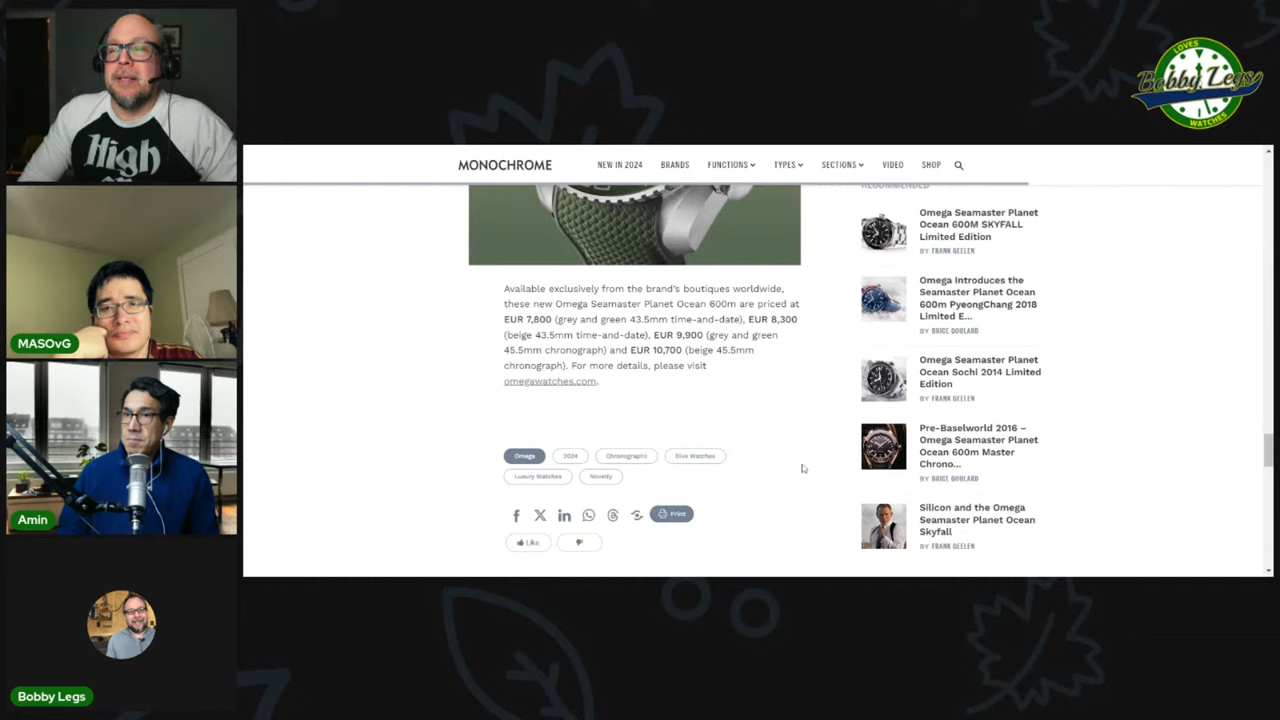 High
MASOvG
Amin
Bobby Legs
LOVES
Bobby Legs
WATCHES
MONOCHROME
NEW IN 2024
BRANDS
FUNCTIONS
TYPES
SECTIONS
VIDEO
SHOP
Available exclusively from the brand's boutiques worldwide,
these new Omega Seamaster Planet Ocean 600m are priced at
EUR 7,800 (grey and green 43.5mm time-and-date), EUR 8,300
(beige 43.5mm time-and-date), EUR 9,900 (grey and green
45.5mm chronograph) and EUR 10,700 (beige 45.5mm
chronograph). For more details, please visit
omegawatches.com.
Omega
2024
Chronographs
Dive Watches
Luxury Watches
Novelty
Print
Like
RECOMMENDED
Omega Seamaster Planet
Ocean 600M SKYFALL
Limited Edition
BY FRANK GEELEN
Omega Introduces the
Seamaster Planet Ocean
600m PyeongChang 2018
Limited E...
BY BRICE GOULARD
Omega Seamaster Planet
Ocean Sochi 2014 Limited
Edition
BY FRANK GEELEN
Pre-Baselworld 2016 –
Omega Seamaster Planet
Ocean 600m Master
Chrono...
BY BRICE GOULARD
Silicon and the Omega
Seamaster Planet Ocean
Skyfall
BY FRANK GEELEN